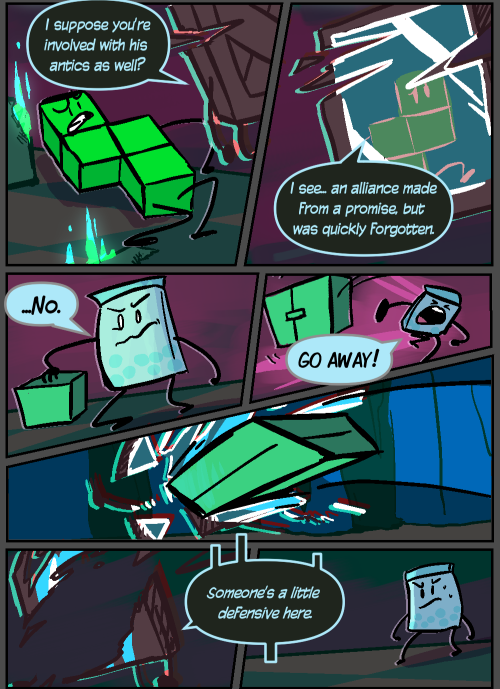 I suppose you're
involved with his
antics as well?
I see... an alliance made
from a promise, but
was quickly forgotten.
...No.
GO AWAY!
Someone's a little
defensive here.